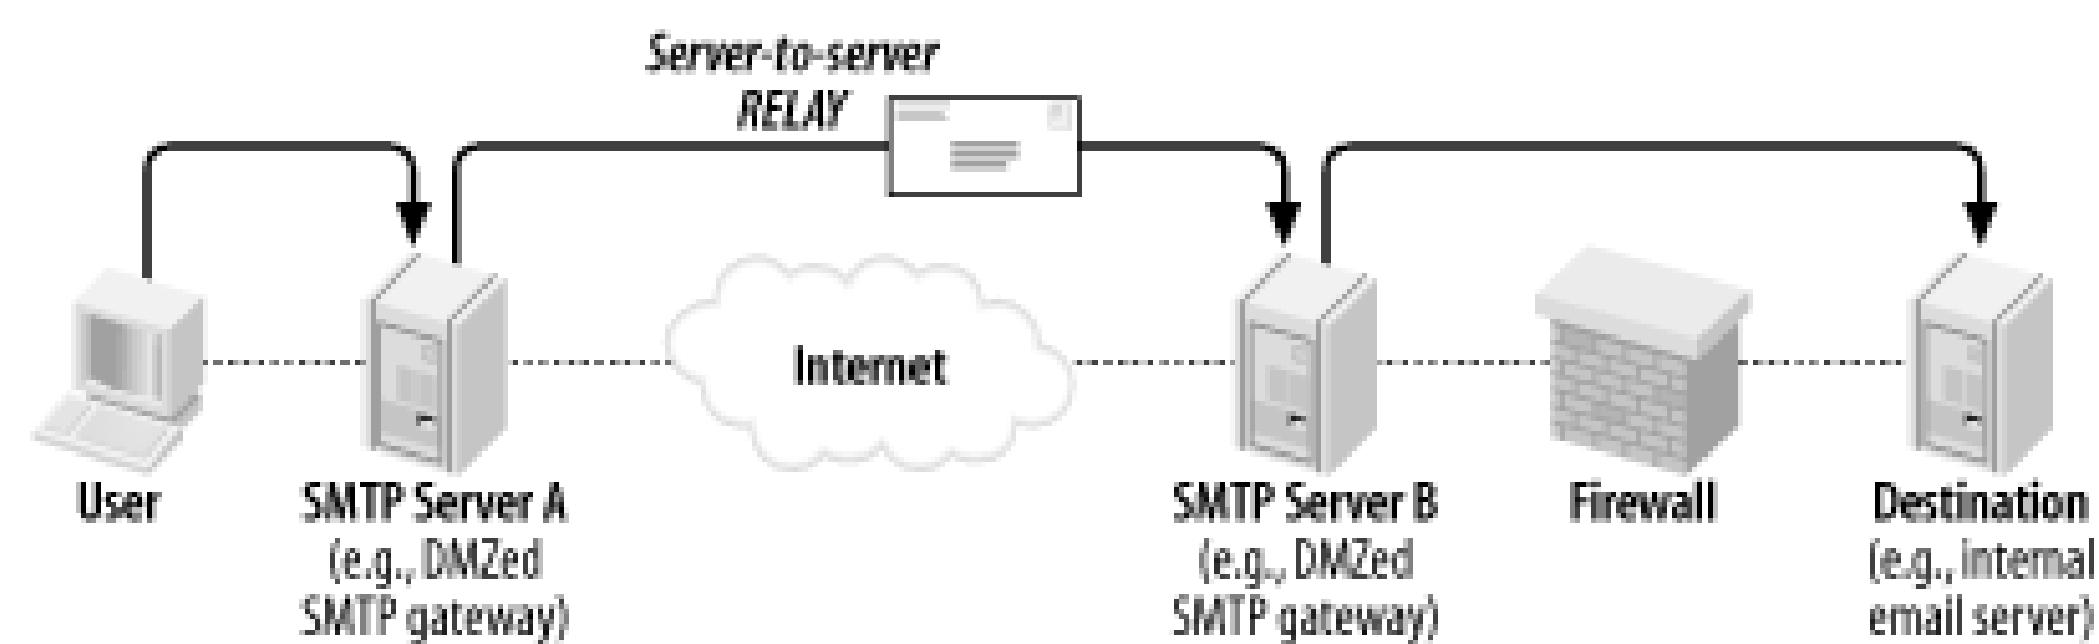 Server-to-server
RELAY
Internet
User
SMTP Server A
(e.g., DMZed
SMTP gateway)
SMTP Server B
(e.g., DMZed
SMTP gateway)
Firewall
Destination
(e.g., internal
email server)